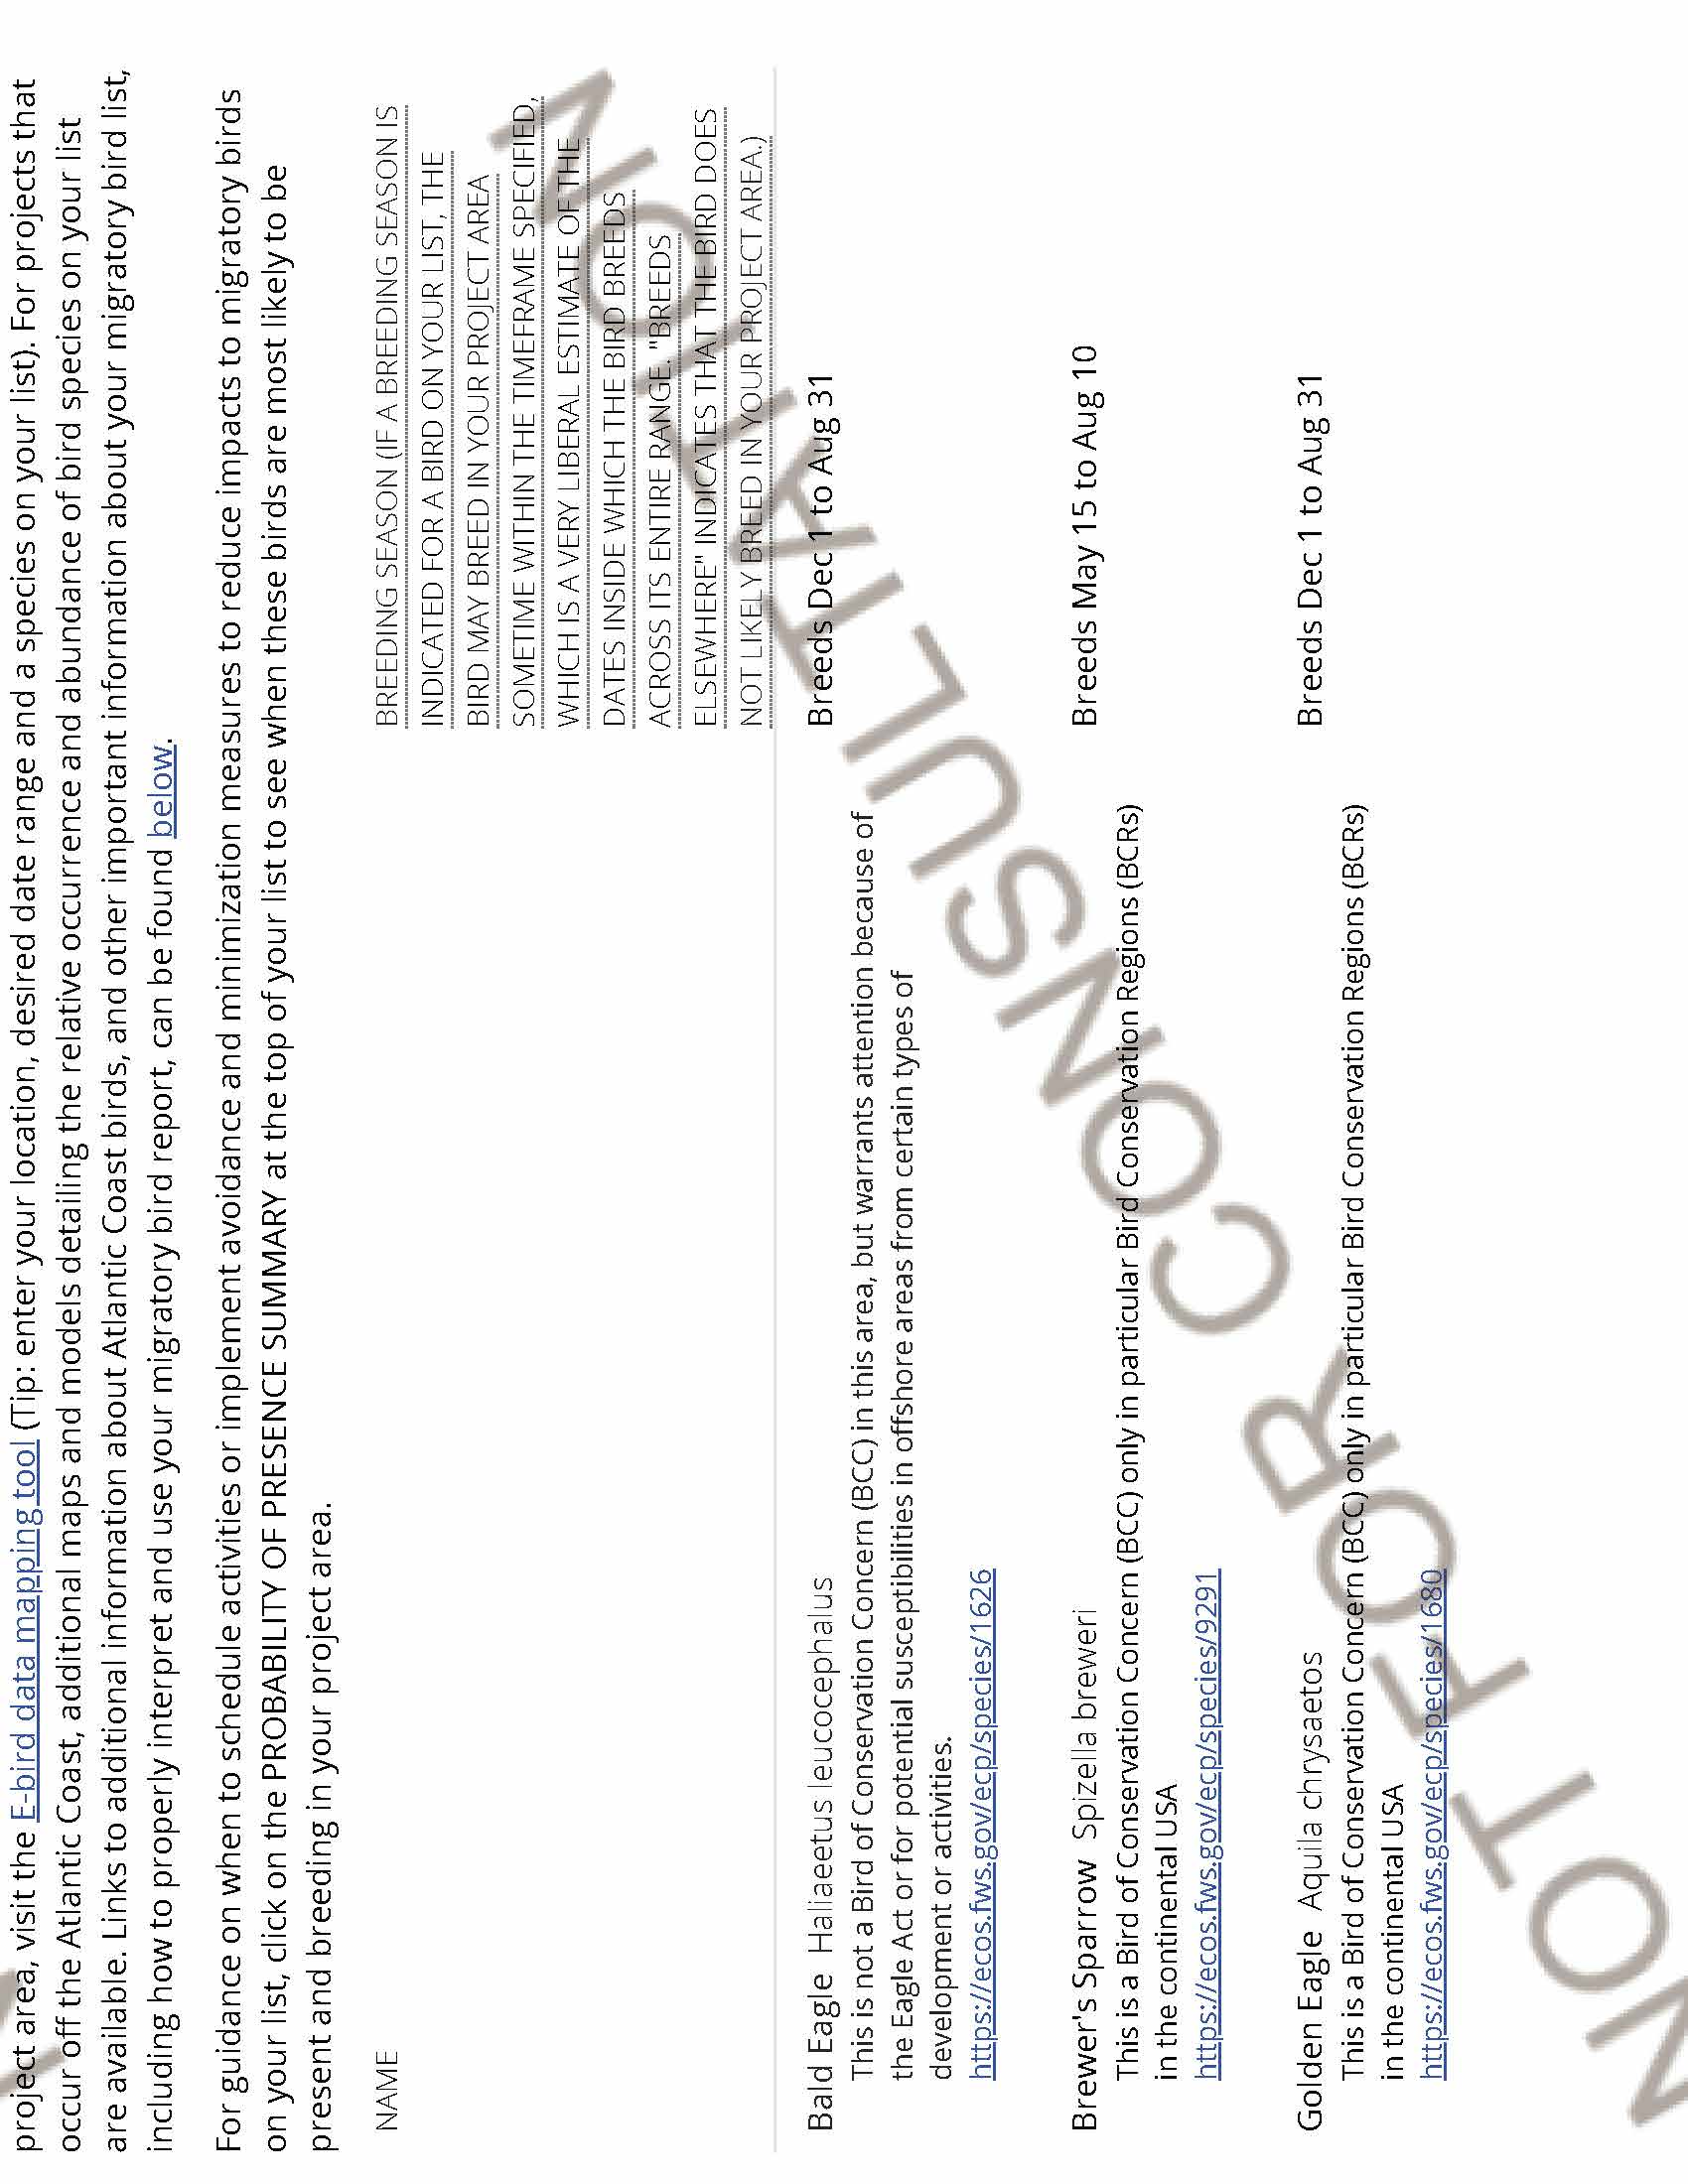 project area, visit the E-bird data mapping tool (Tip: enter your location, desired date range and a species on your list). For projects that
occur off the Atlantic Coast, additional maps and models detailing the relative occurrence and abundance of bird species on your list
are available. Links to additional information about Atlantic Coast birds, and other important information about your migratory bird list,
including how to properly interpret and use your migratory bird report, can be found below.
For guidance on when to schedule activities or implement avoidance and minimization measures to reduce impacts to migratory birds
on your list, click on the PROBABILITY OF PRESENCE SUMMARY at the top of your list to see when these birds are most likely to be
present and breeding in your project area.
NAME
BREEDING SEASON (IF A BREEDING SEASON IS
INDICATED FOR A BIRD ON YOUR LIST, THE
BIRD MAY BREED IN YOUR PROJECT AREA
SOMETIME WITHIN THE TIMEFRAME SPECIFIED,
WHICH IS A VERY LIBERAL ESTIMATE OF THE
DATES INSIDE WHICH THE BIRD BREEDS
ACROSS ITS ENTIRE RANGE. "BREEDS
ELSEWHERE" INDICATES THAT THE BIRD DOES
NOT LIKELY BREED IN YOUR PROJECT AREA.)
Bald Eagle Haliaeetus leucocephalus
Breeds Dec 1 to Aug 31
This is not a Bird of Conservation Concern (BCC) in this area, but warrants attention because of
the Eagle Act or for potential susceptibilities in offshore areas from certain types of
development or activities.
https://ecos.fws.gov/ecp/species/1626
Brewer's Sparrow Spizella breweri
Breeds May 15 to Aug 10
This is a Bird of Conservation Concern (BCC) only in particular Bird Conservation Regions (BCRs)
in the continental USA
https://ecos.fws.gov/ecp/species/9291
Golden Eagle Aquila chrysaetos
Breeds Dec 1 to Aug 31
This is a Bird of Conservation Concern (BCC) only in particular Bird Conservation Regions (BCRs)
in the continental USA
https://ecos.fws.gov/ecp/species/1680
NOT FOR CONSULTATION